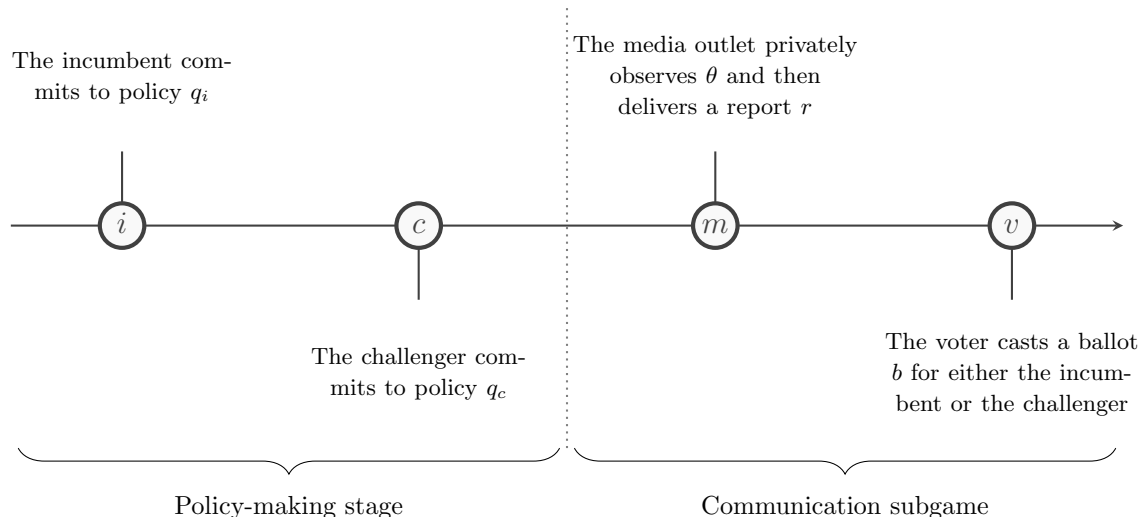 The incumbent com-
mits to policy q_i
The media outlet privately
observes θ and then
delivers a report r
i
c
m
v
The challenger com-
mits to policy q_c
The voter casts a ballot
b for either the incum-
bent or the challenger
Policy-making stage
Communication subgame